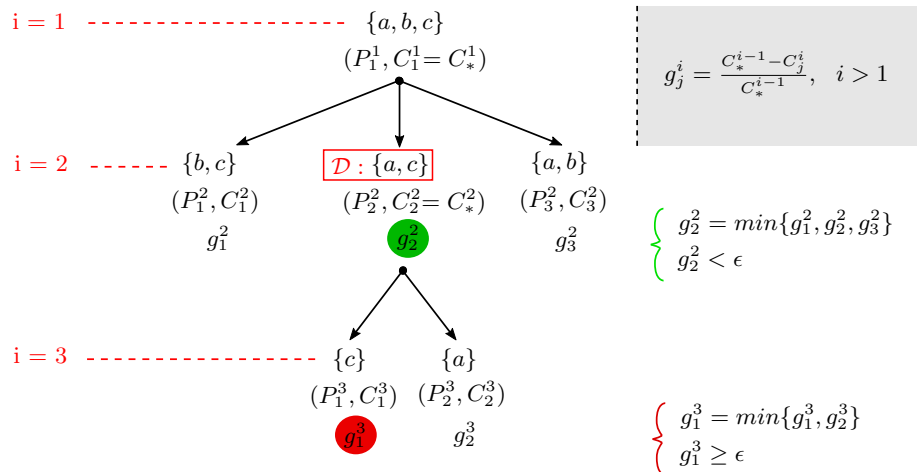 i = 1
{a, b, c}
(P_1^1, C_1^1 = C_*^1)
g_j^i = \frac{C_*^{i-1} - C_j^i}{C_*^{i-1}}, i > 1
i = 2
{b, c}
D : {a, c}
{a, b}
(P_1^2, C_1^2)
(P_2^2, C_2^2 = C_*^2)
(P_3^2, C_3^2)
g_1^2
g_2^2
g_3^2
g_2^2 = min{g_1^2, g_2^2, g_3^2}
g_2^2 < ϵ
i = 3
{c}
{a}
(P_1^3, C_1^3)
(P_2^3, C_2^3)
g_1^3
g_2^3
g_1^3 = min{g_1^3, g_2^3}
g_1^3 ≥ ϵ